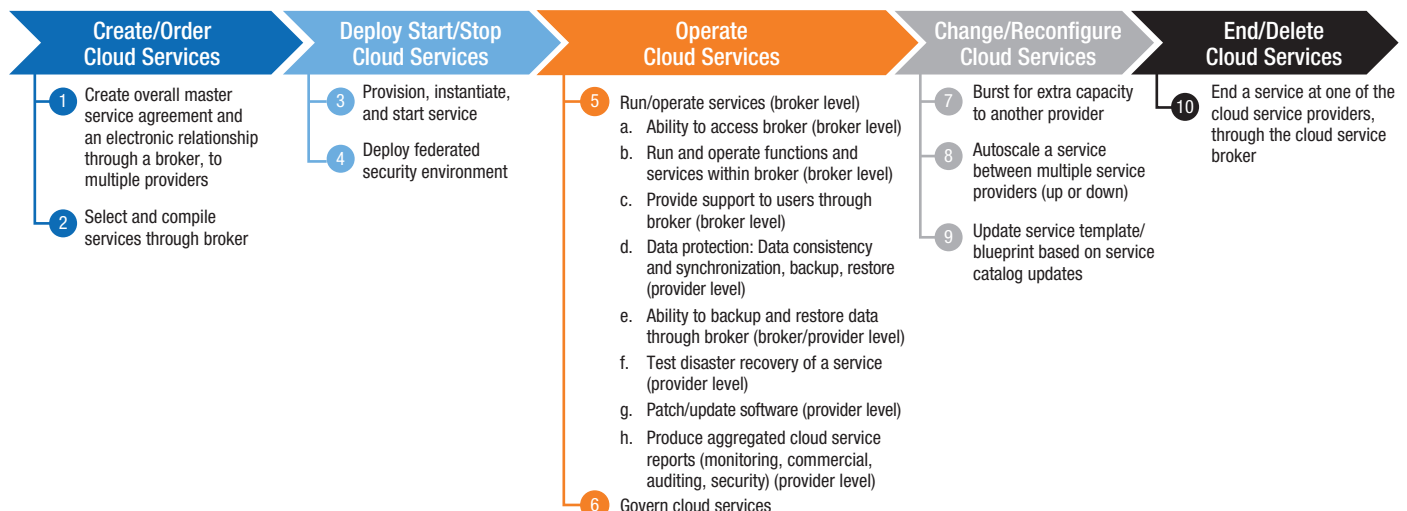 Create/Order
Cloud Services
1
Create overall master
service agreement and
an electronic relationship
through a broker, to
multiple providers
2
Select and compile
services through broker
Deploy Start/Stop
Cloud Services
3
Provision, instantiate,
and start service
4
Deploy federated
security environment
Operate
Cloud Services
5
Run/operate services (broker level)
a. Ability to access broker (broker level)
b. Run and operate functions and
services within broker (broker level)
c. Provide support to users through
broker (broker level)
d. Data protection: Data consistency
and synchronization, backup, restore
(provider level)
e. Ability to backup and restore data
through broker (broker/provider level)
f. Test disaster recovery of a service
(provider level)
g. Patch/update software (provider level)
h. Produce aggregated cloud service
reports (monitoring, commercial,
auditing, security) (provider level)
6
Govern cloud services
Change/Reconfigure
Cloud Services
7
Burst for extra capacity
to another provider
8
Autoscale a service
between multiple service
providers (up or down)
9
Update service template/
blueprint based on service
catalog updates
End/Delete
Cloud Services
10
End a service at one of the
cloud service providers,
through the cloud service
broker